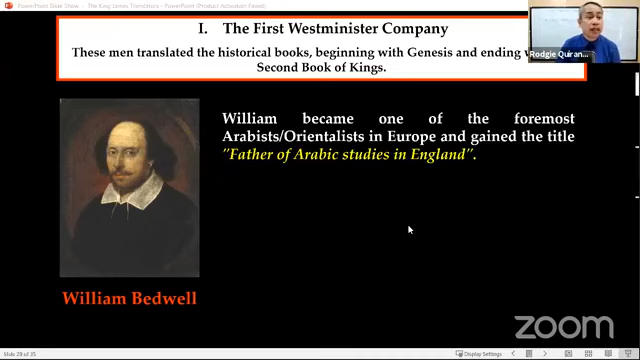 PowerPoint Slide Show - The King James Translators - PowerPoint (Product Activation Failed)
I. The First Westminister Company
These men translated the historical books, beginning with Genesis and ending
Second Book of Kings.
Rodgie Quiran...
William became one of the foremost
Arabists/Orientalists in Europe and gained the title
"Father of Arabic studies in England".
William Bedwell
zoom
Slide 29 of 35
Display Settings